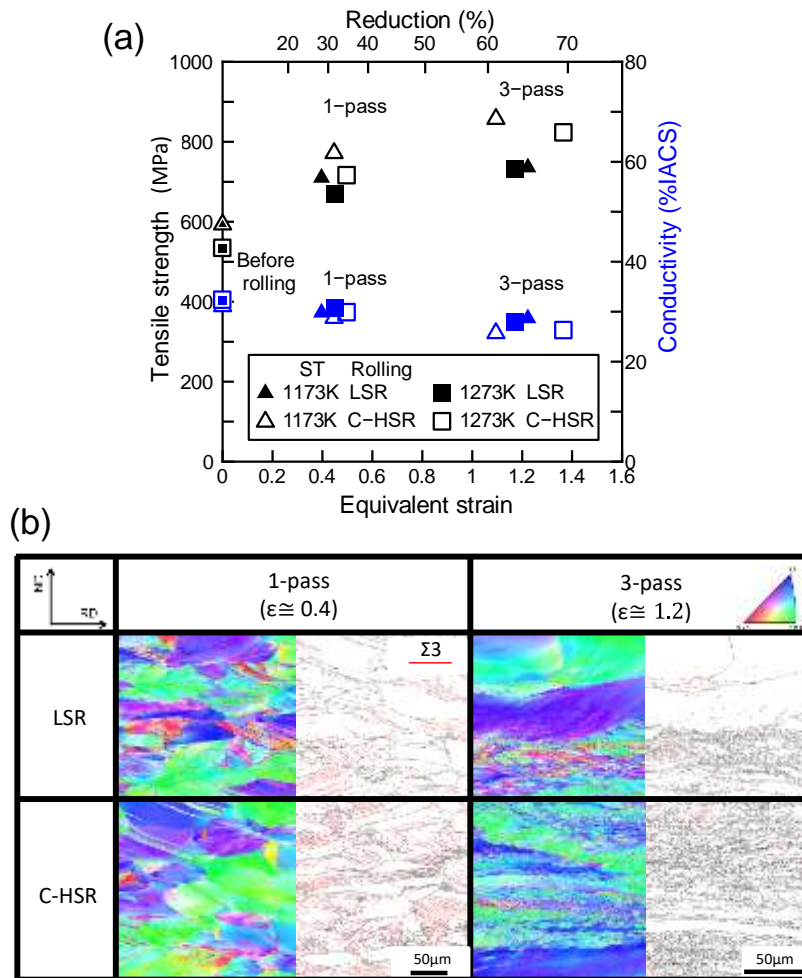 (a)
Reduction (%)
20 30 40 50 60 70
1000
800
600
400
200
0
Tensile strength (MPa)
80
60
40
20
0
Conductivity (%IACS)
1−pass
3−pass
Before
rolling
1−pass
3−pass
ST Rolling
1173K LSR 1273K LSR
1173K C−HSR 1273K C−HSR
0 0.2 0.4 0.6 0.8 1 1.2 1.4 1.6
Equivalent strain
(b)
1-pass
(ε≅ 0.4)
3-pass
(ε≅ 1.2)
LSR
Σ3
C-HSR
50μm
50μm